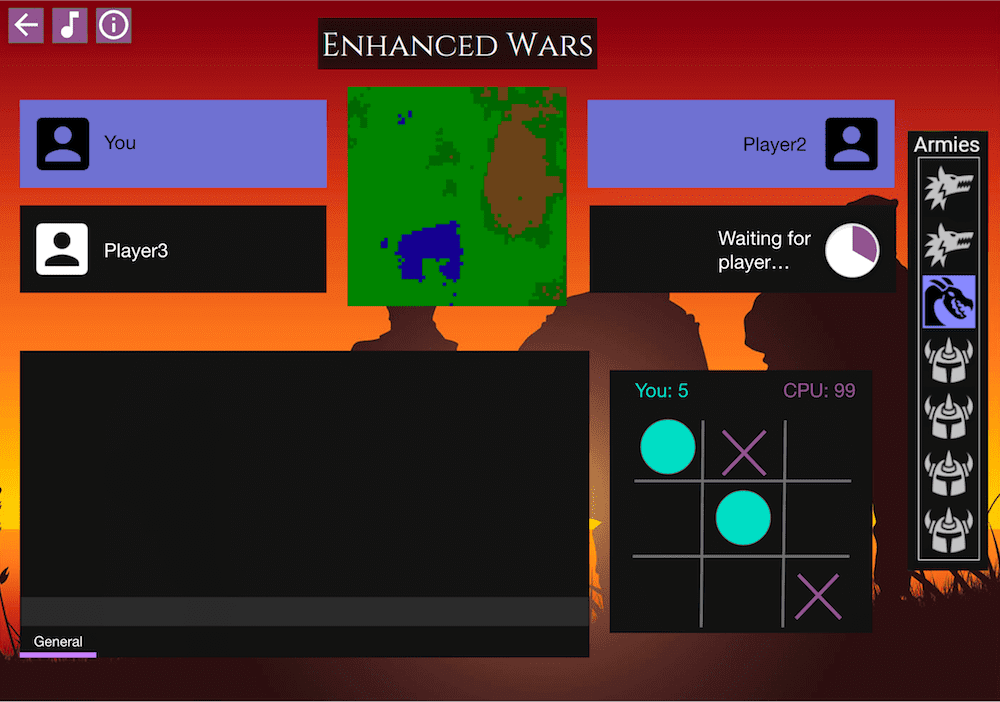 Enhanced Wars
You
Player2
Armies
Player3
Waiting for
player...
You: 5
CPU: 99
General